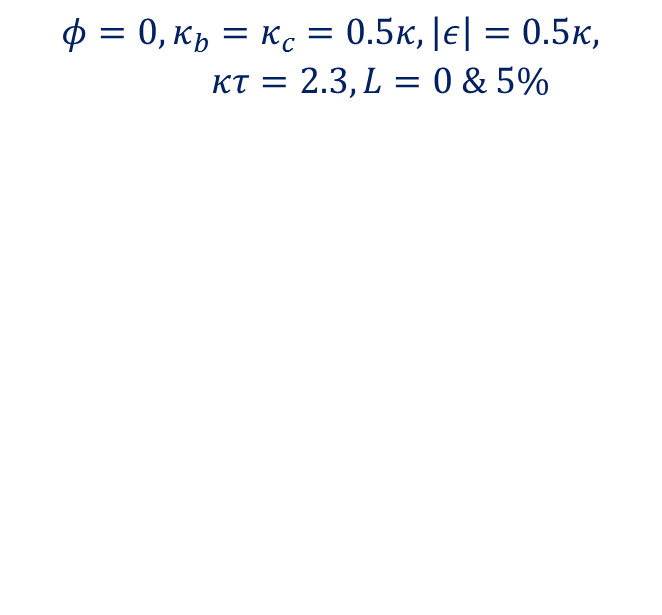 ϕ = 0, κ_b = κ_c = 0.5κ, |ϵ| = 0.5κ,
κτ = 2.3, L = 0 & 5%